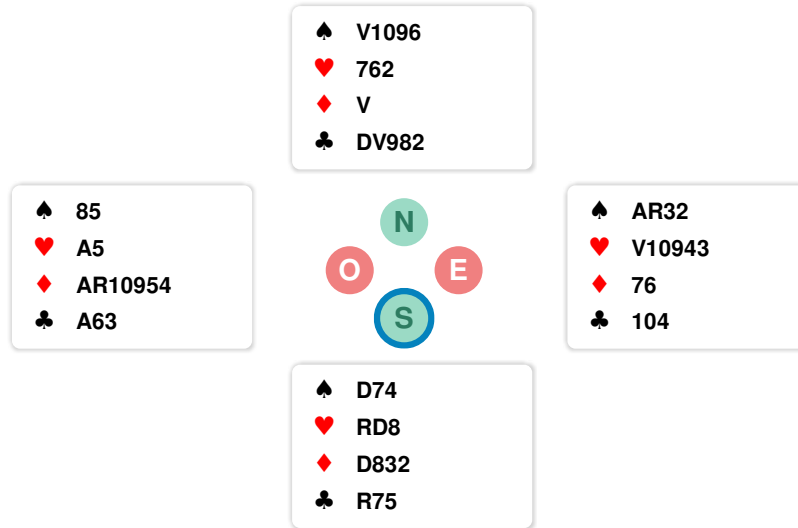 ♠ V1096
♥ 762
♦ V
♣ DV982
♠ 85
♥ A5
♦ AR10954
♣ A63
N
O E
S
♠ AR32
♥ V10943
♦ 76
♣ 104
♠ D74
♥ RD8
♦ D832
♣ R75